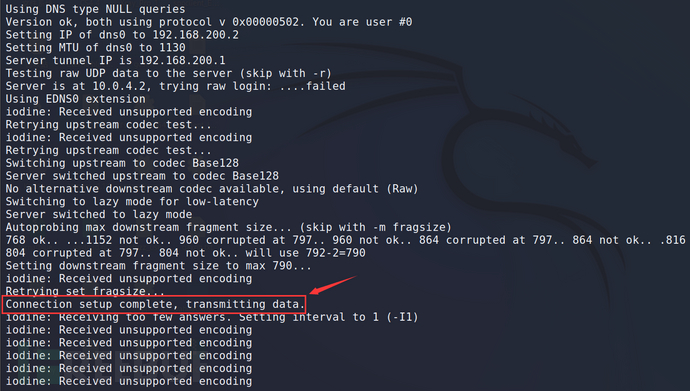 Using DNS type NULL queries
Version ok, both using protocol v 0x00000502. You are user #0
Setting IP of dns0 to 192.168.200.2
Setting MTU of dns0 to 1130
Server tunnel IP is 192.168.200.1
Testing raw UDP data to the server (skip with -r)
Server is at 10.0.4.2, trying raw login: ....failed
Using EDNS0 extension
iodine: Received unsupported encoding
Retrying upstream codec test...
iodine: Received unsupported encoding
Retrying upstream codec test...
Switching upstream to codec Base128
Server switched upstream to codec Base128
No alternative downstream codec available, using default (Raw)
Switching to lazy mode for low-latency
Server switched to lazy mode
Autoprobing max downstream fragment size... (skip with -m fragsize)
768 ok.. ...1152 not ok.. 960 corrupted at 797.. 960 not ok.. 864 corrupted at 797.. 864 not ok.. .816
804 corrupted at 797.. 804 not ok.. will use 792-2=790
Setting downstream fragment size to max 790...
iodine: Received unsupported encoding
Retrying set fragsize...
Connection setup complete, transmitting data.
iodine: Receiving too few answers. Setting interval to 1 (-I1)
iodine: Received unsupported encoding
iodine: Received unsupported encoding
iodine: Received unsupported encoding
iodine: Received unsupported encoding
iodine: Received unsupported encoding